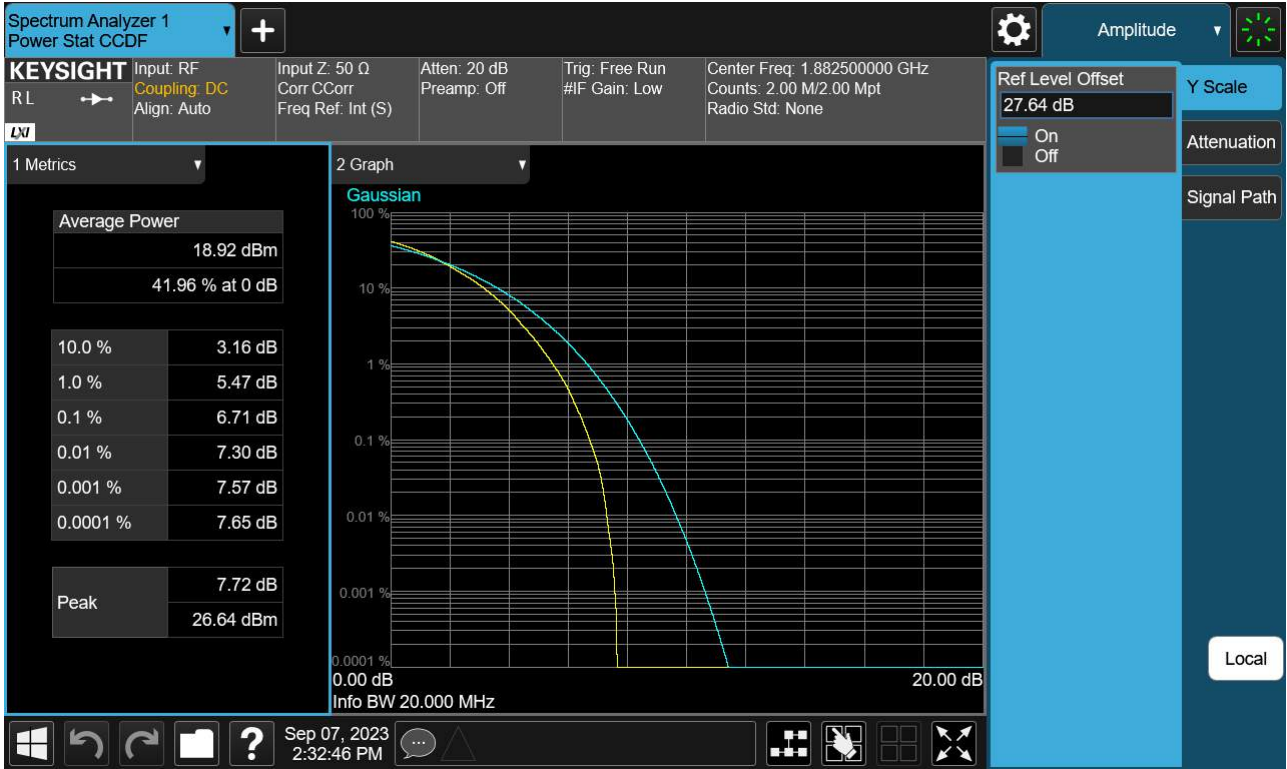 Spectrum Analyzer 1
Power Stat CCDF
Amplitude
KEYSIGHT
R L
LXI
Input: RF
Coupling: DC
Align: Auto
Input Z: 50 Ω
Corr CCorr
Freq Ref: Int (S)
Atten: 20 dB
Preamp: Off
Trig: Free Run
#IF Gain: Low
Center Freq: 1.882500000 GHz
Counts: 2.00 M/2.00 Mpt
Radio Std: None
Ref Level Offset
27.64 dB
On
Off
Y Scale
Attenuation
Signal Path
Local
1 Metrics
Average Power
18.92 dBm
41.96 % at 0 dB
10.0 % 3.16 dB
1.0 % 5.47 dB
0.1 % 6.71 dB
0.01 % 7.30 dB
0.001 % 7.57 dB
0.0001 % 7.65 dB
Peak
7.72 dB
26.64 dBm
2 Graph
Gaussian
100 %
10 %
1 %
0.1 %
0.01 %
0.001 %
0.0001 %
0.00 dB 20.00 dB
Info BW 20.000 MHz
?
Sep 07, 2023
2:32:46 PM